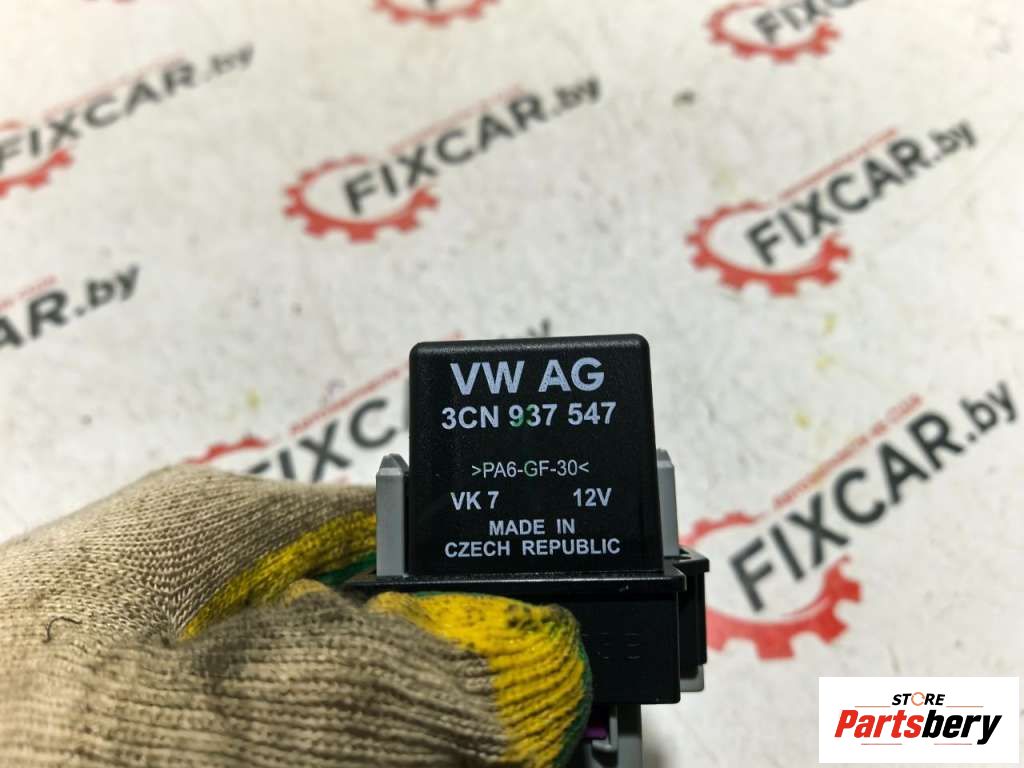 FIXCAR.by
FIXCAR.by
FIXCAR.by
AR.by
VW AG
3CN 937 547
>PA6-GF-30<
VK 7 12V
MADE IN
CZECH REPUBLIC
FIXCAR.by
STORE
Partsbery